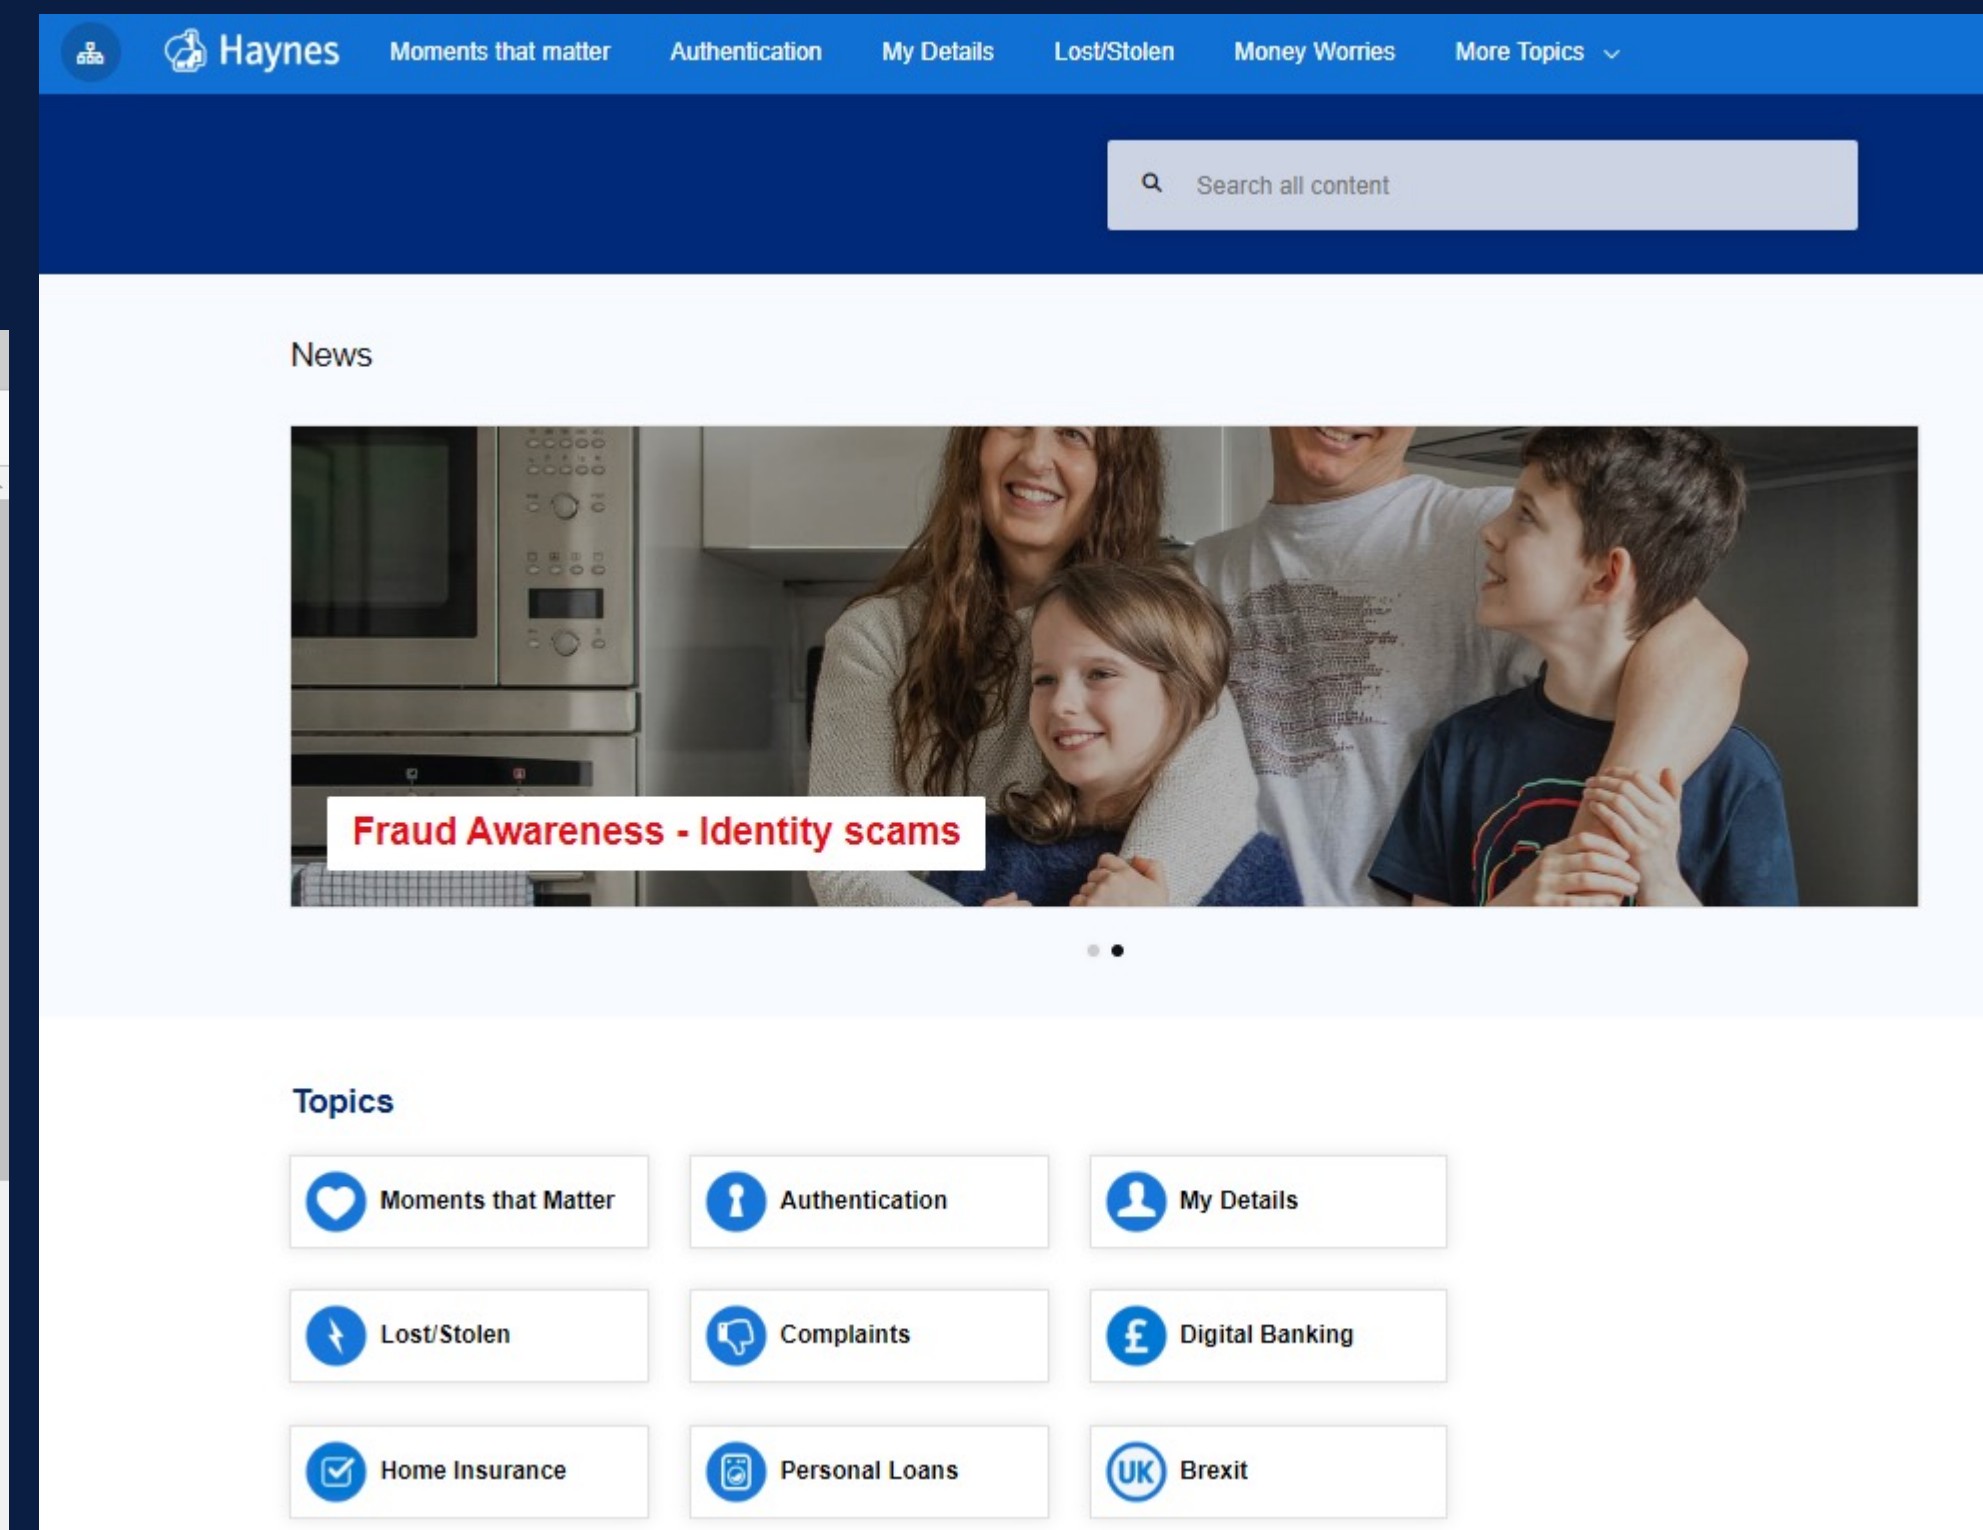 Haynes Moments that matter Authentication My Details Lost/Stolen Money Worries More Topics
Search all content
News
Fraud Awareness - Identity scams
Topics
Moments that Matter Authentication My Details
Lost/Stolen Complaints £ Digital Banking
Home Insurance Personal Loans UK Brexit